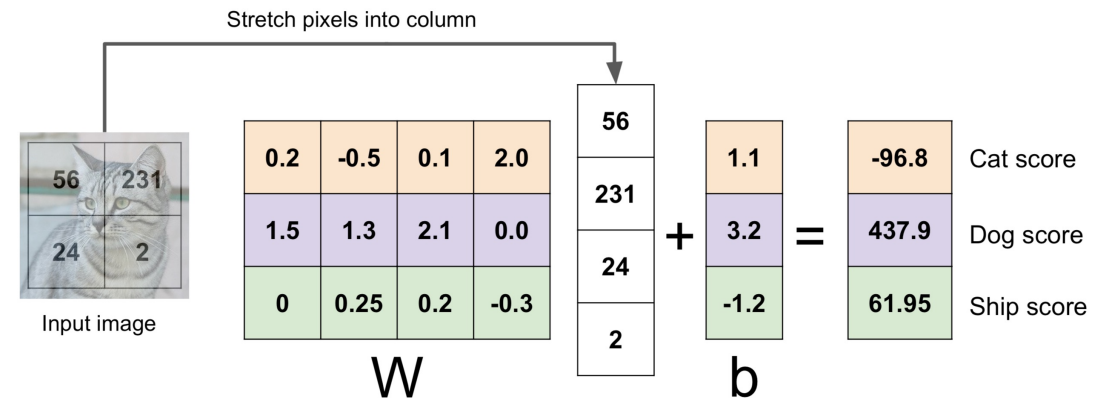 Stretch pixels into column
56 231
24 2
Input image
0.2 -0.5 0.1 2.0
1.5 1.3 2.1 0.0
0 0.25 0.2 -0.3
W
56
231
24
2
+
1.1
3.2
-1.2
b
=
-96.8 Cat score
437.9 Dog score
61.95 Ship score